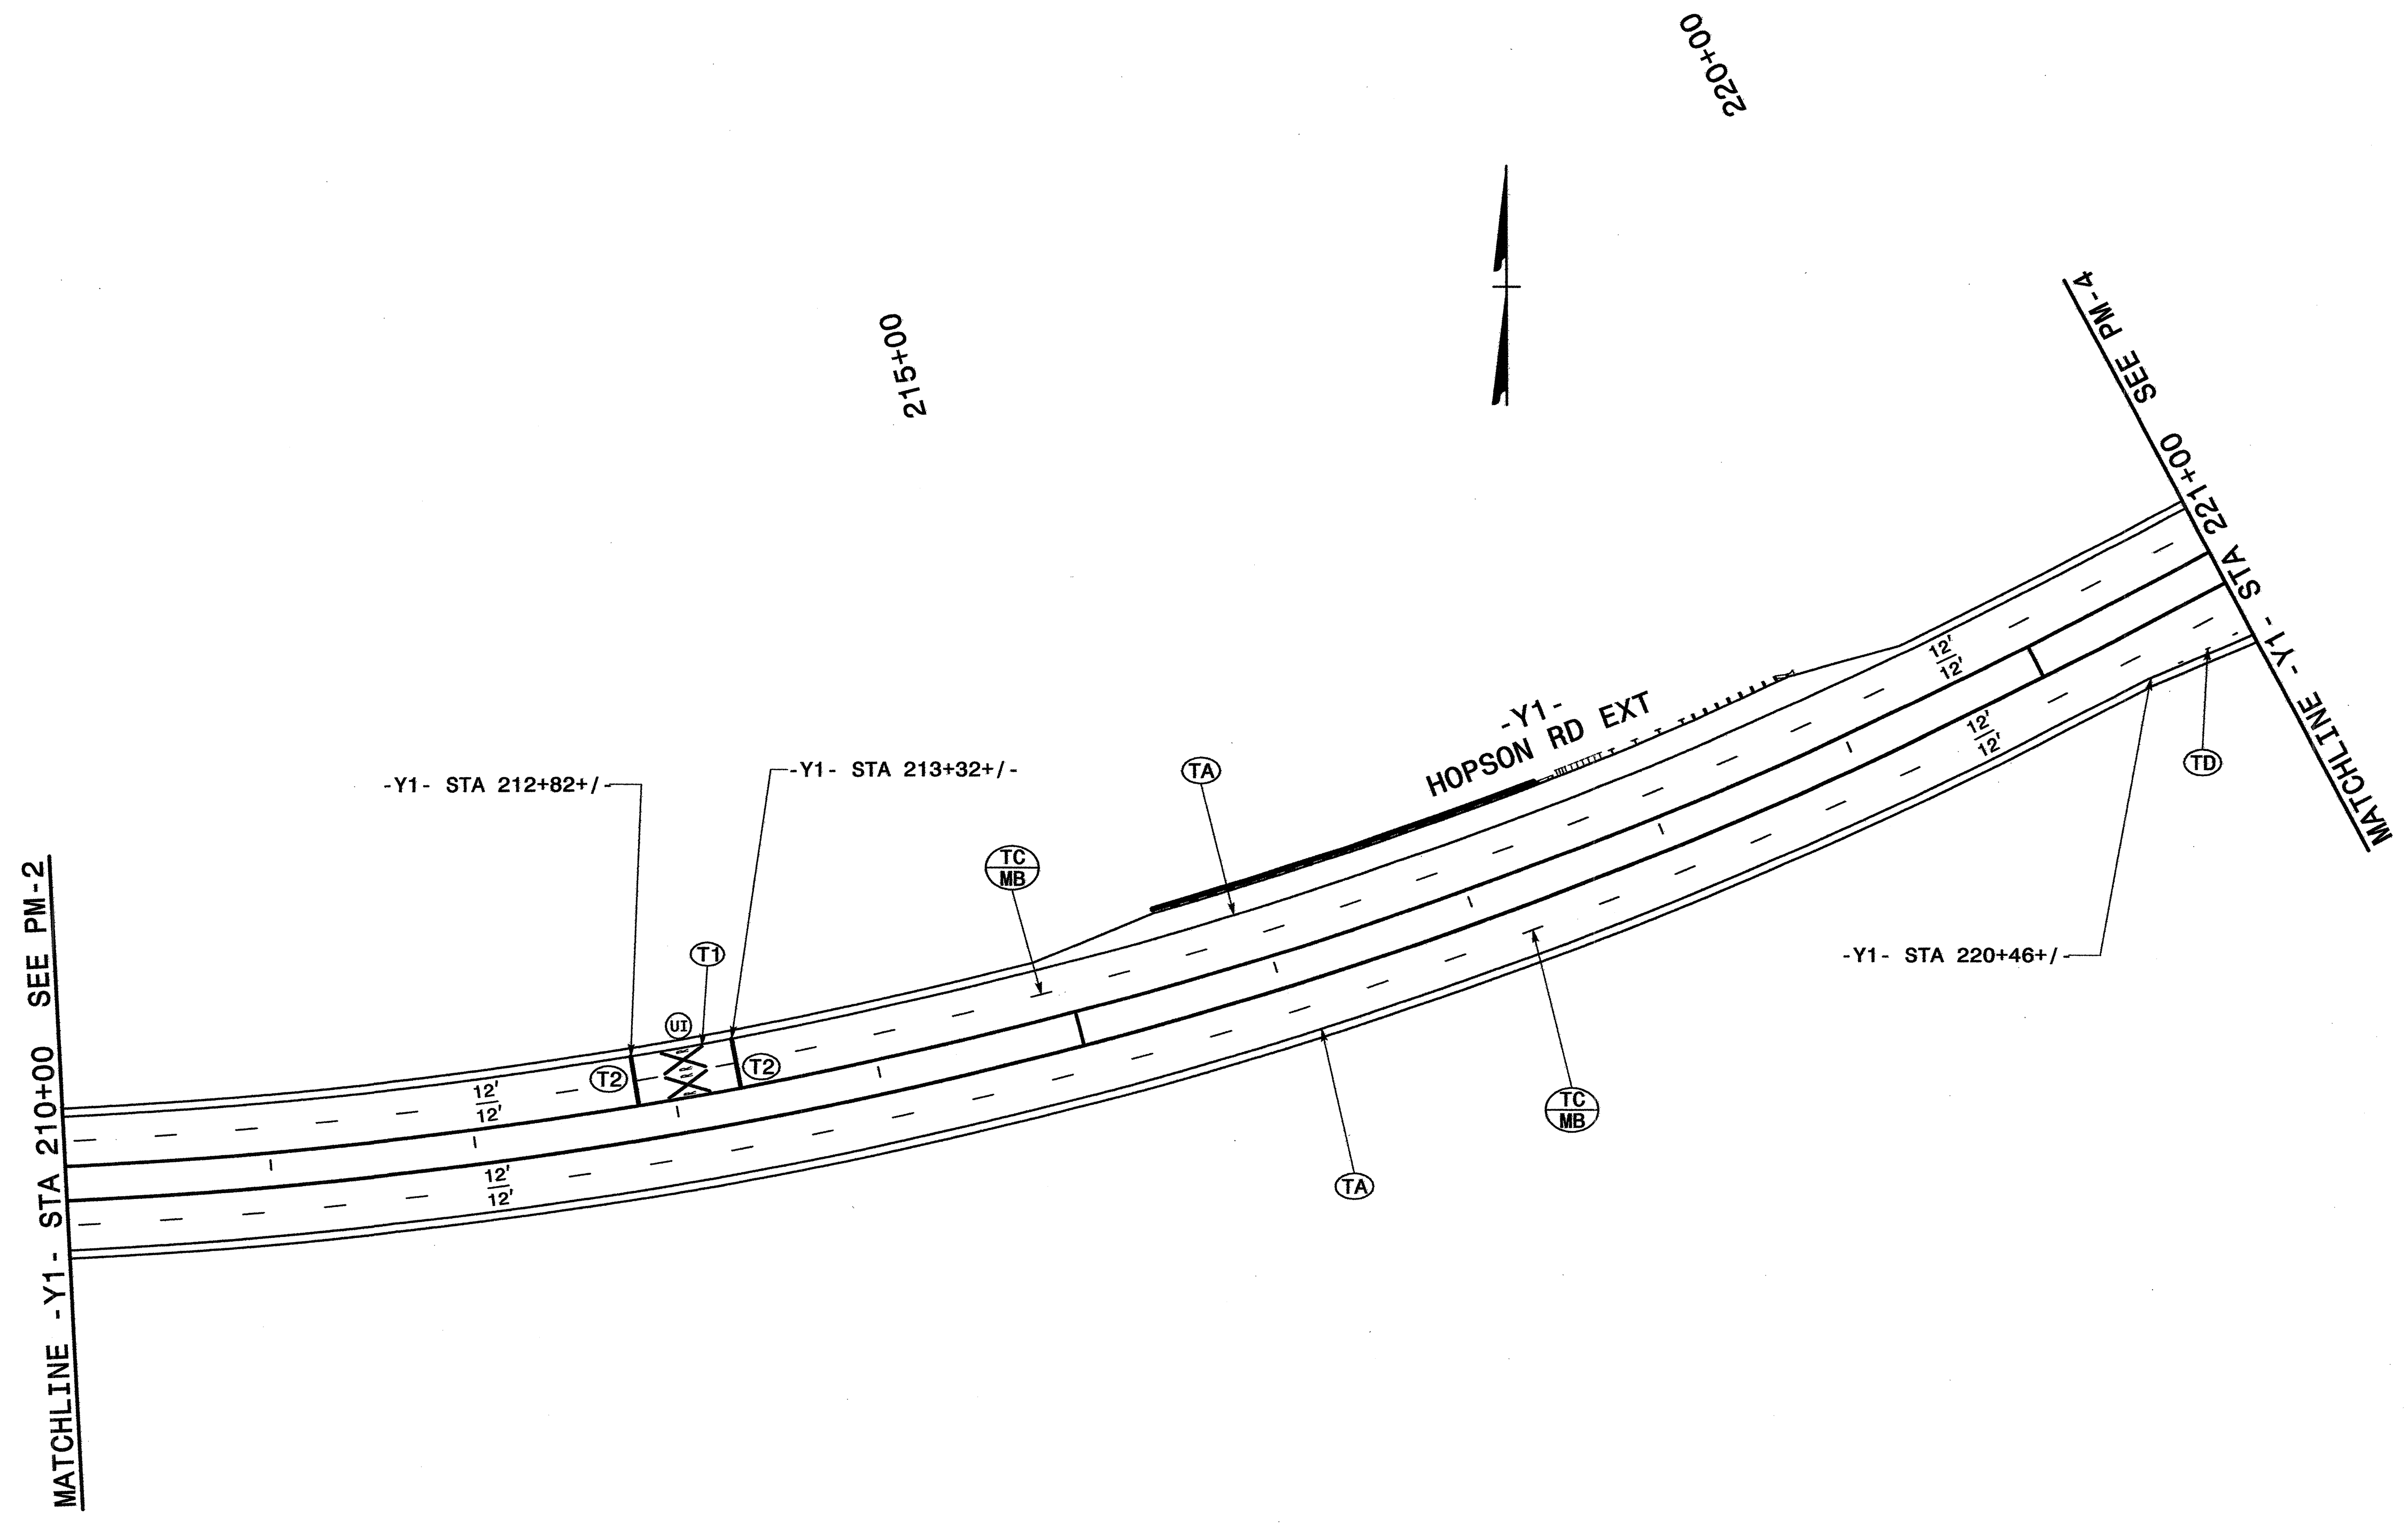 220+00
215+00
MATCHLINE -Y1- STA 221+00 SEE PM-4
-Y1-
HOPSON RD EXT
12'
12'
12'
12'
TD
-Y1- STA 212+82+/-
-Y1- STA 213+32+/-
TA
TC
MB
T1
UI
T2
T2
-Y1- STA 220+46+/-
MATCHLINE -Y1- STA 210+00 SEE PM-2
12'
12'
12'
12'
TC
MB
TA